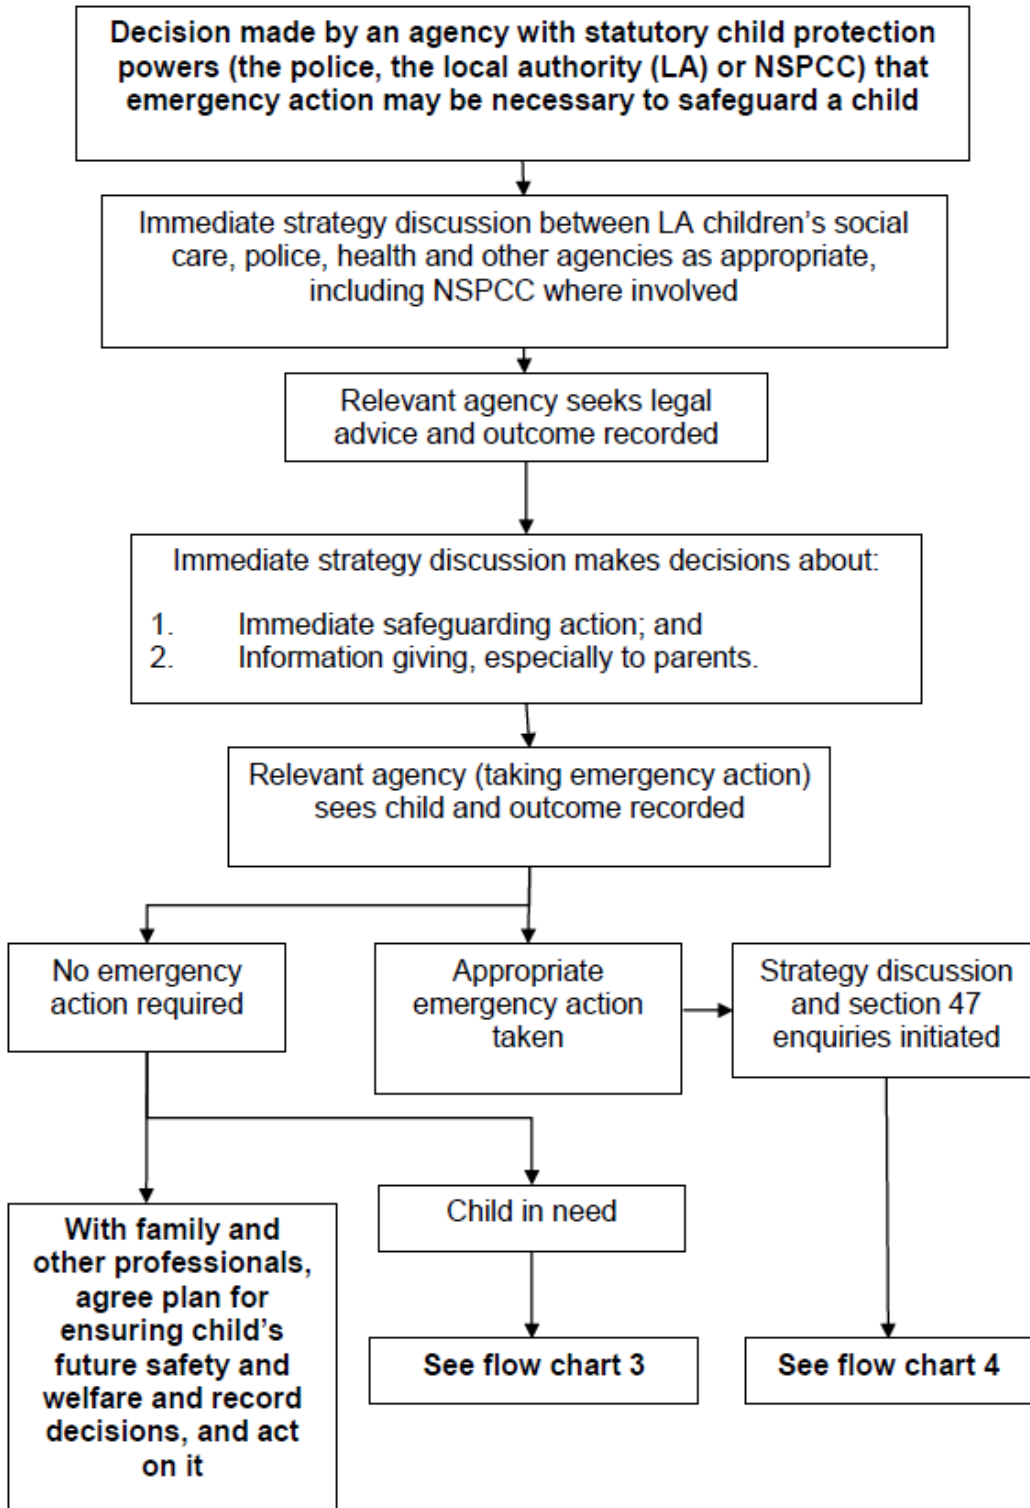 Decision made by an agency with statutory child protection
powers (the police, the local authority (LA) or NSPCC) that
emergency action may be necessary to safeguard a child
Immediate strategy discussion between LA children's social
care, police, health and other agencies as appropriate,
including NSPCC where involved
Relevant agency seeks legal
advice and outcome recorded
Immediate strategy discussion makes decisions about:
1. Immediate safeguarding action; and
2. Information giving, especially to parents.
Relevant agency (taking emergency action)
sees child and outcome recorded
No emergency
action required
Appropriate
emergency action
taken
Strategy discussion
and section 47
enquiries initiated
With family and
other professionals,
agree plan for
ensuring child's
future safety and
welfare and record
decisions, and act
on it
Child in need
See flow chart 3
See flow chart 4